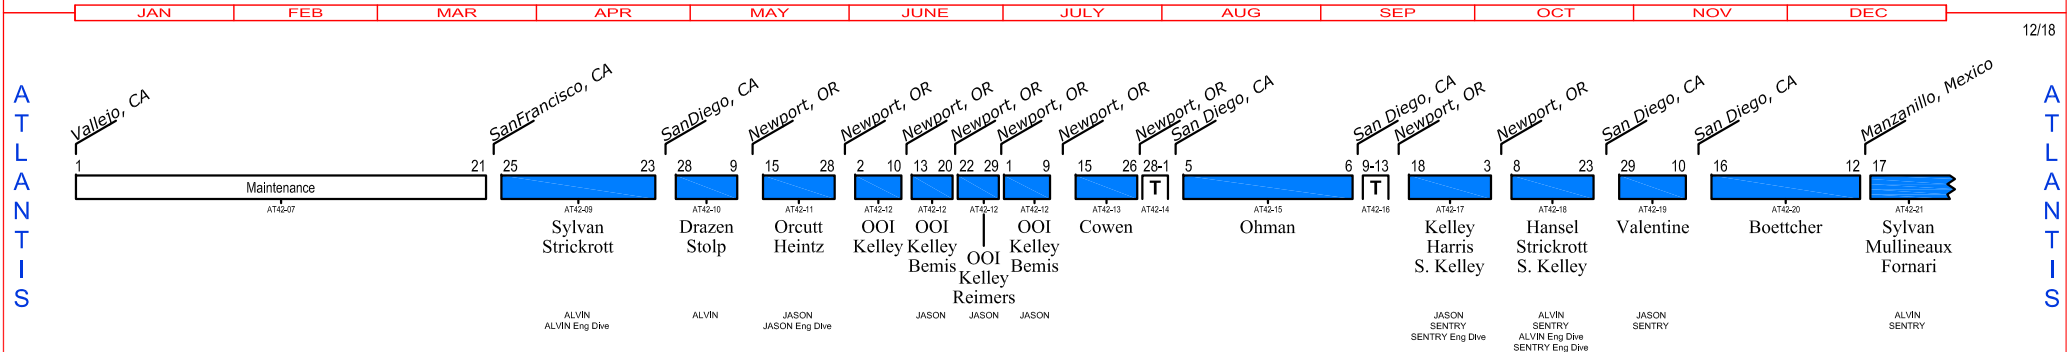 JAN FEB MAR APR MAY JUNE JULY AUG SEP OCT NOV DEC
12/18
ATLANTIS
ATLANTIS
Vallejo, CA
SanFrancisco, CA
SanDiego, CA
Newport, OR
Newport, OR
Newport, OR
Newport, OR
Newport, OR
Newport, OR
Newport, OR
San Diego, CA
San Diego, CA
Newport, OR
Newport, OR
San Diego, CA
San Diego, CA
Manzanillo, Mexico
1 21 25 23 28 9 15 28 2 10 13 20 22 29 1 9 15 26 28-1 5 6 9-13 18 3 8 23 29 10 16 12 17
Maintenance T T
AT42-07 AT42-09 AT42-10 AT42-11 AT42-12 AT42-12 AT42-12 AT42-12 AT42-13 AT42-14 AT42-15 AT42-16 AT42-17 AT42-18 AT42-19 AT42-20 AT42-21
Sylvan
Strickrott
Drazen
Stolp
Orcutt
Heintz
OOI
Kelley
OOI
Kelley
Bemis
OOI
Kelley
Reimers
OOI
Kelley
Bemis
Cowen
Ohman
Kelley
Harris
S. Kelley
Hansel
Strickrott
S. Kelley
Valentine
Boettcher
Sylvan
Mullineaux
Fornari
ALVIN
ALVIN Eng Dive
ALVIN
JASON
JASON Eng Dive
JASON
JASON
JASON
JASON
SENTRY
SENTRY Eng Dive
ALVIN
SENTRY
ALVIN Eng Dive
SENTRY Eng Dive
JASON
SENTRY
ALVIN
SENTRY